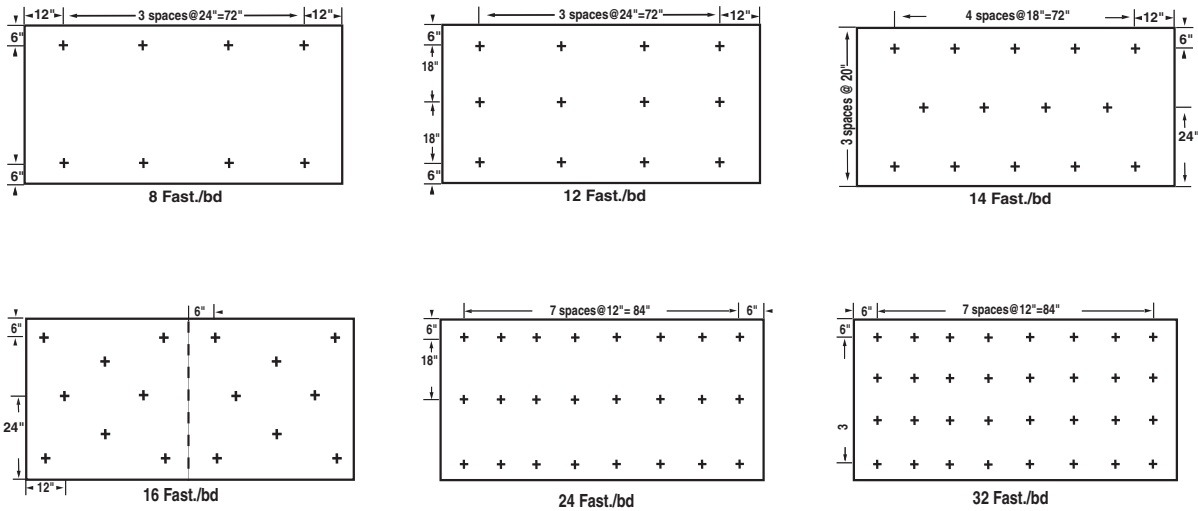 12" 3 spaces@24"=72" 12"
6"
6"
8 Fast./bd
3 spaces@24"=72" 12"
6"
18"
18"
6"
12 Fast./bd
4 spaces@18"=72" 12"
6"
3 spaces @ 20"
24"
14 Fast./bd
6"
6"
24"
12"
16 Fast./bd
7 spaces@12"= 84" 6"
6"
18"
24 Fast./bd
6" 7 spaces@12"=84"
6"
3
32 Fast./bd